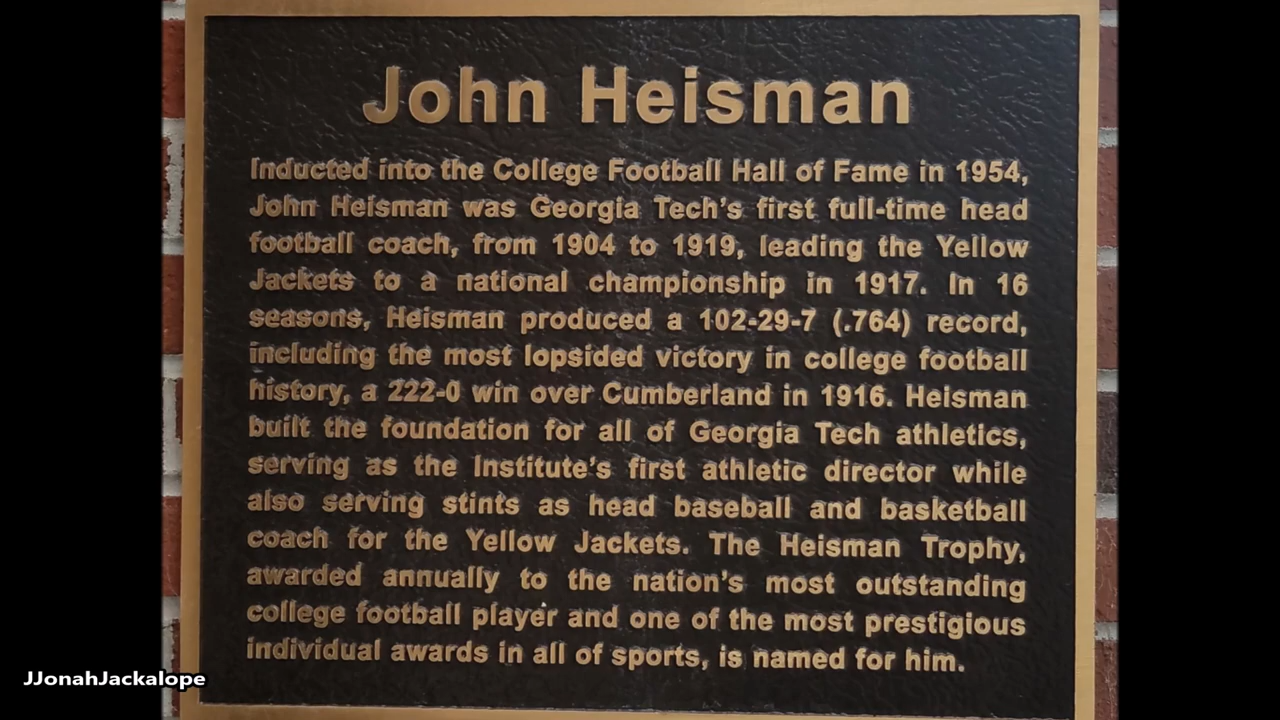 John Heisman
Inducted into the College Football Hall of Fame in 1954,
John Heisman was Georgia Tech's first full-time head
football coach, from 1904 to 1919, leading the Yellow
Jackets to a national championship in 1917. In 16
seasons, Heisman produced a 102-29-7 (.764) record,
including the most lopsided victory in college football
history, a 222-0 win over Cumberland in 1916. Heisman
built the foundation for all of Georgia Tech athletics,
serving as the Institute's first athletic director while
also serving stints as head baseball and basketball
coach for the Yellow Jackets. The Heisman Trophy,
awarded annually to the nation's most outstanding
college football player and one of the most prestigious
individual awards in all of sports, is named for him.
JJonahJackalope